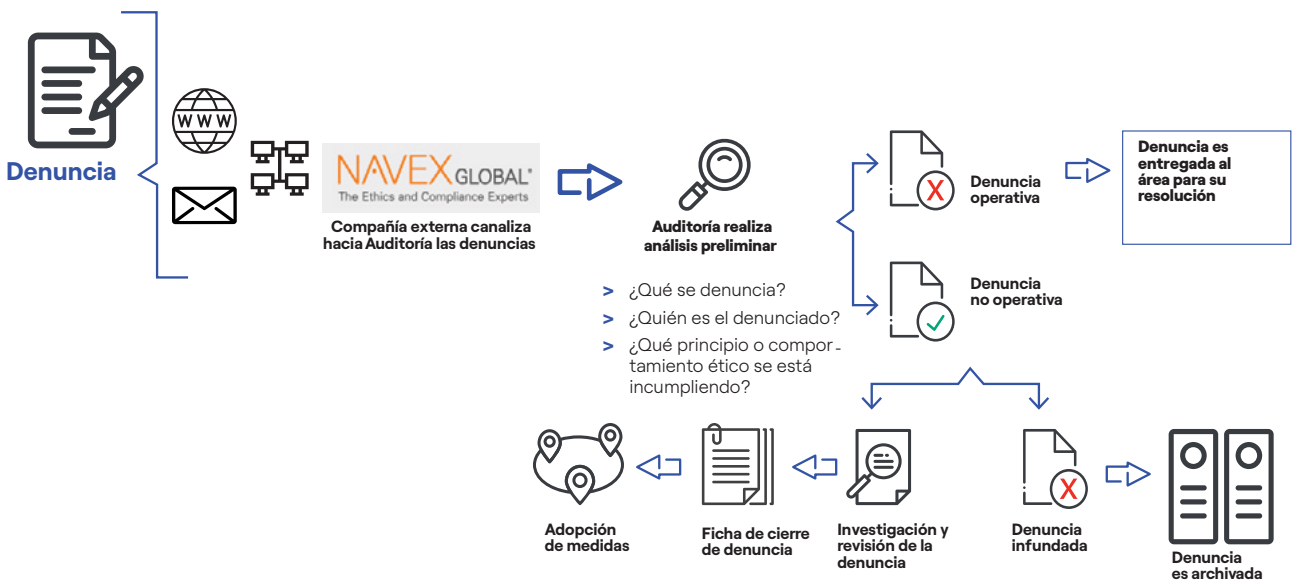 Denuncia
WWW
NAVEX GLOBAL®
The Ethics and Compliance Experts
Compañía externa canaliza
hacia Auditoría las denuncias
Auditoría realiza
análisis preliminar
> ¿Qué se denuncia?
> ¿Quién es el denunciado?
> ¿Qué principio o compor-
tamiento ético se está
incumpliendo?
X
Denuncia
operativa
Denuncia es
entregada al
área para su
resolución
Denuncia
no operativa
Adopción
de medidas
Ficha de cierre
de denuncia
Investigación y
revisión de la
denuncia
X
Denuncia
infundada
Denuncia
es archivada